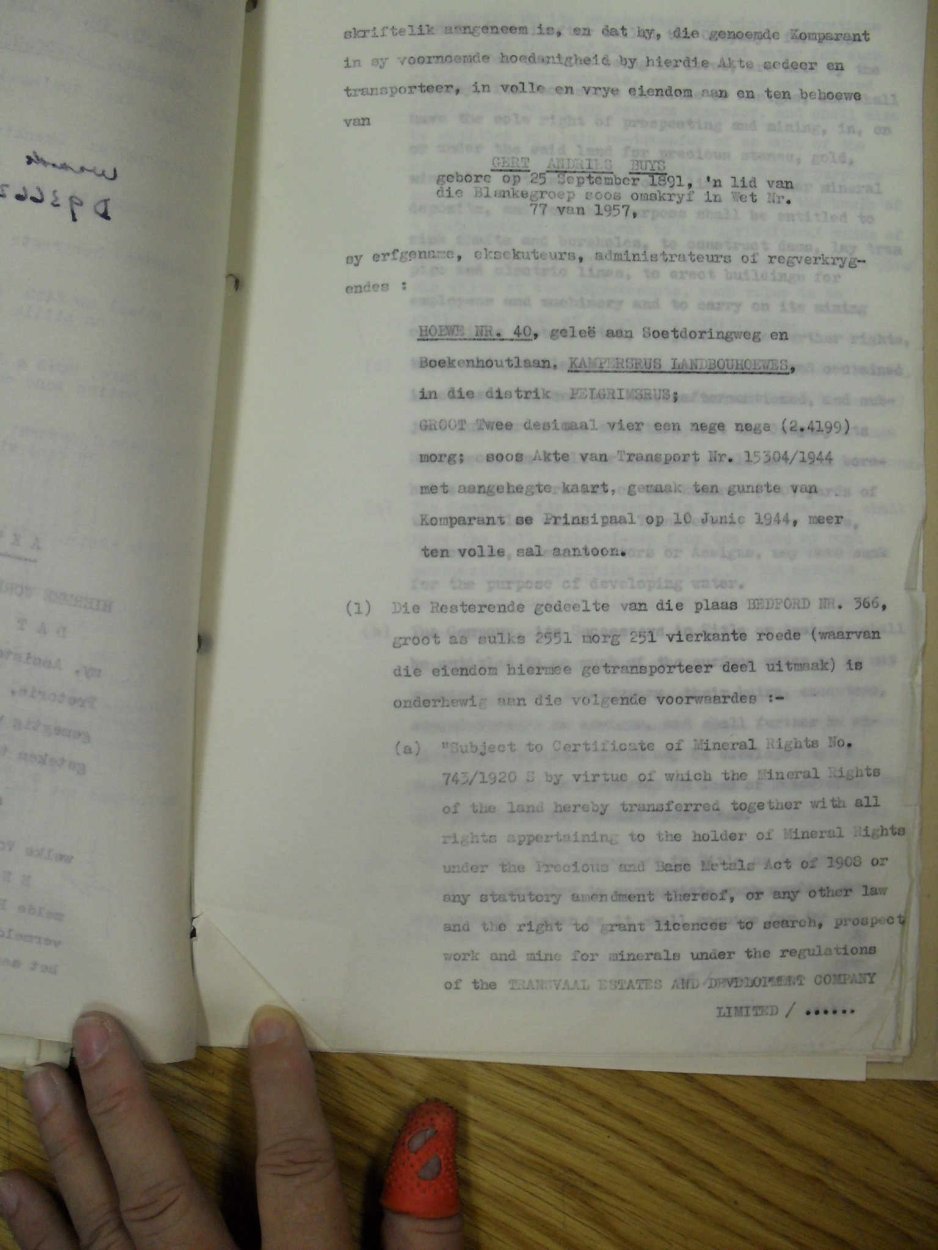 skriftelik aangeneem is, en dat hy, die genoemde Komparant
in sy voornoemde hoedanigheid by hierdie Akte sedeer en
transporteer, in volle en vrye eiendom aan en ten behoewe
van
GERT ANDRIES BUYS
gebore op 25 September 1891, 'n lid van
die Blankegroep soos omskryf in Wet Nr.
77 van 1957,
sy erfgename, eksekuteurs, administrateurs of regverkryg-
endes :
HOEWE NR. 40, geleë aan Soetdoringweg en
Boekenhoutlaan, KAMPERSRUS LANDBOUHOEWES,
in die distrik PELGRIMSRUS;
GROOT Twee desimaal vier een nege nege (2.4199)
morg; soos Akte van Transport Nr. 15304/1944
met aangehegte kaart, gemaak ten gunste van
Komparant se Prinsipaal op 10 Junie 1944, meer
ten volle sal aantoon.
(1) Die Resterende gedeelte van die plaas BEDFORD NR. 366,
groot as sulks 2551 morg 251 vierkante roede (waarvan
die eiendom hiermee getransporteer deel uitmaak) is
onderhewig aan die volgende voorwaardes :-
(a) "Subject to Certificate of Mineral Rights No.
743/1920 S by virtue of which the Mineral Rights
of the land hereby transferred together with all
rights appertaining to the holder of Mineral Rights
under the Precious and Base Metals Act of 1908 or
any statutory amendment thereof, or any other law
and the right to grant licences to search, prospect
work and mine for minerals under the regulations
of the TRANSVAAL ESTATES AND DEVELOPMENT COMPANY
LIMITED / ......